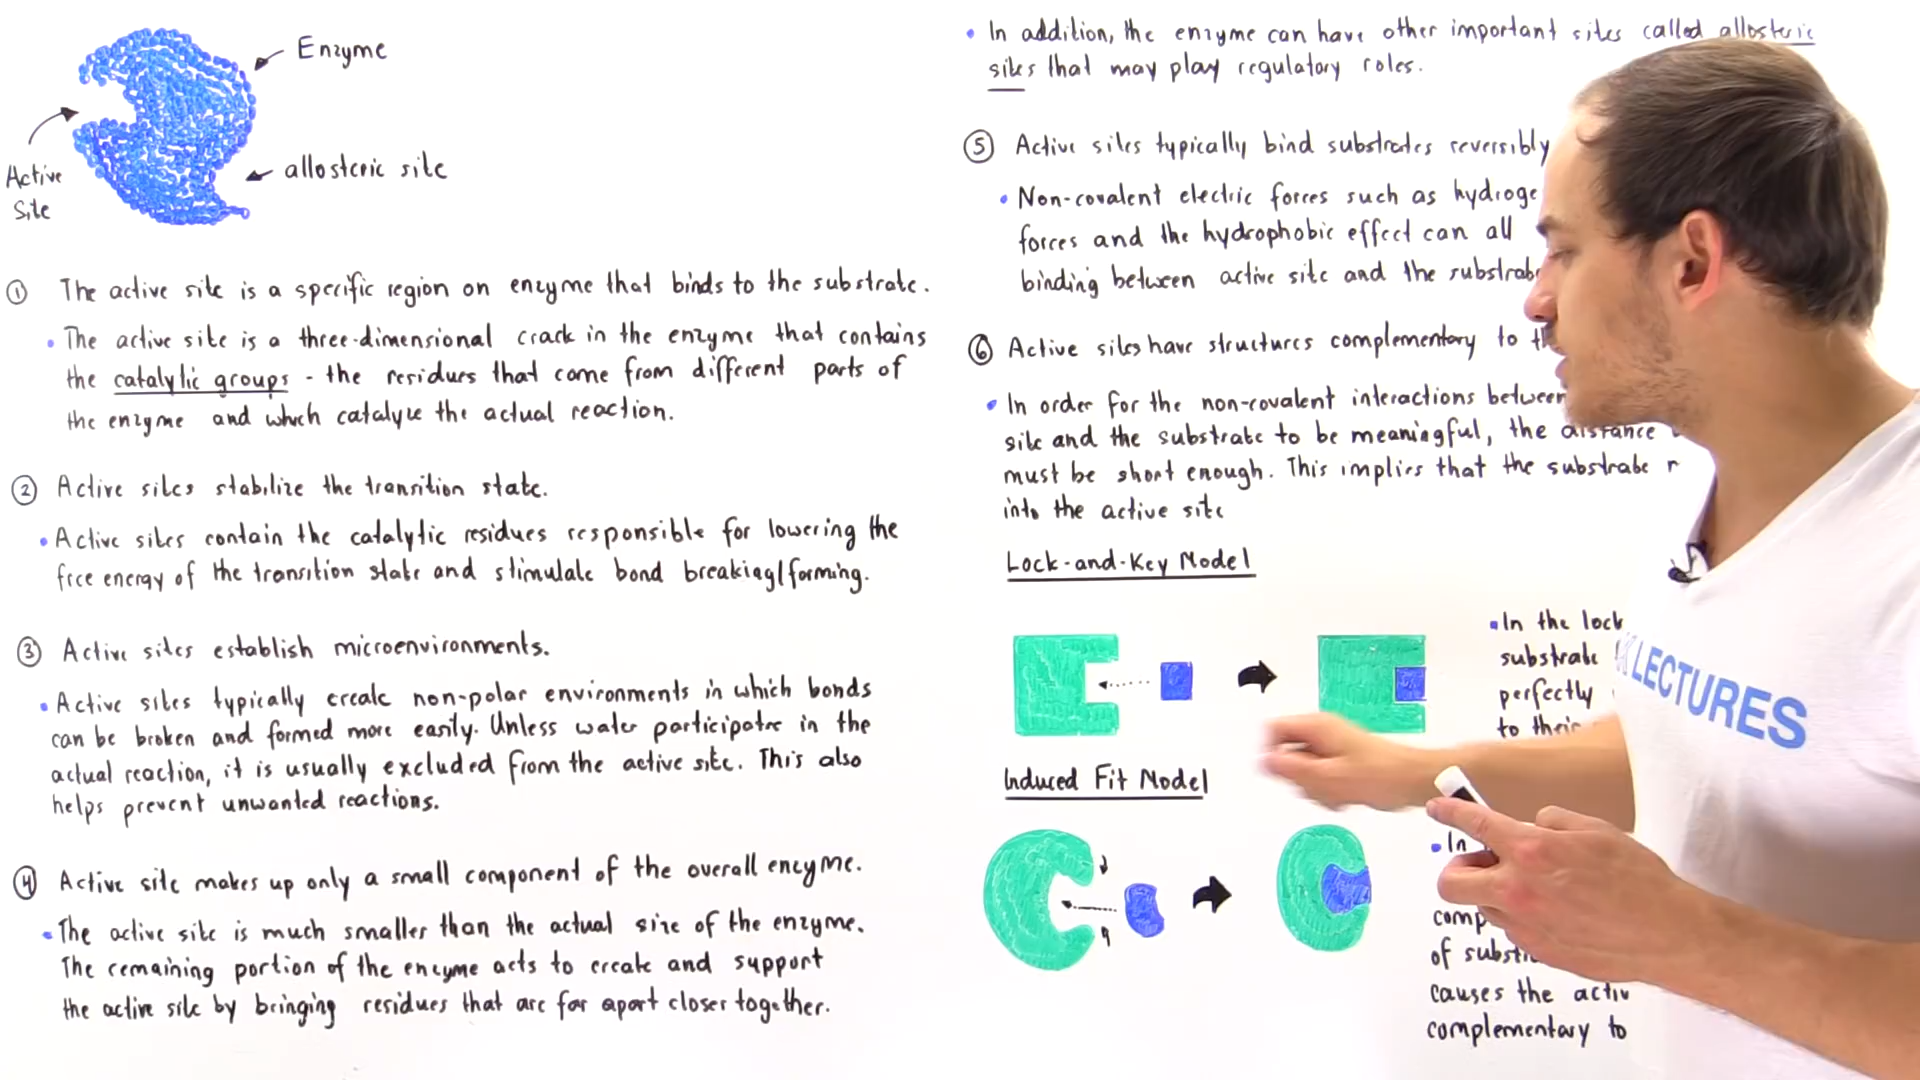 Enzyme
allosteric site
Active
Site
① The active site is a specific region on enzyme that binds to the substrate.
• The active site is a three-dimensional crack in the enzyme that contains
the catalytic groups - the residues that come from different parts of
the enzyme and which catalyze the actual reaction.
② Active sites stabilize the transition state.
• Active sites contain the catalytic residues responsible for lowering the
free energy of the transition state and stimulate bond breaking/forming.
③ Active sites establish microenvironments.
• Active sites typically create non-polar environments in which bonds
can be broken and formed more easily. Unless water participates in the
actual reaction, it is usually excluded from the active site. This also
helps prevent unwanted reactions.
④ Active site makes up only a small component of the overall enzyme.
• The active site is much smaller than the actual size of the enzyme.
The remaining portion of the enzyme acts to create and support
the active site by bringing residues that are far apart closer together.
• In addition, the enzyme can have other important sites called allosteric
sites that may play regulatory roles.
⑤ Active sites typically bind substrates reversibly
• Non-covalent electric forces such as hydroge
forces and the hydrophobic effect can all
binding between active site and the substrate
⑥ Active sites have structures complementary to th
• In order for the non-covalent interactions between
site and the substrate to be meaningful, the distance
must be short enough. This implies that the substrate
into the active site
Lock-and-Key Model
• In the lock
substrate
perfectly
to their
Induced Fit Model
• In
comp
of substr
causes the activ
complementary to
K LECTURES